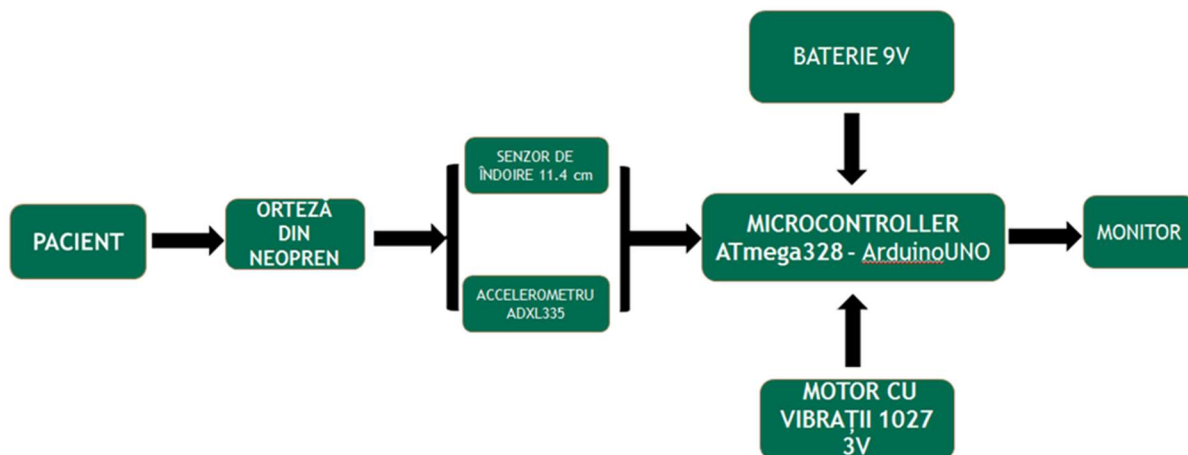 PACIENT
ORTEZĂ
DIN
NEOPREN
SENZOR DE
ÎNDOIRE 11.4 cm
ACCELEROMETRU
ADXL335
BATERIE 9V
MICROCONTROLLER
ATmega328 - ArduinoUNO
MOTOR CU
VIBRAȚII 1027
3V
MONITOR